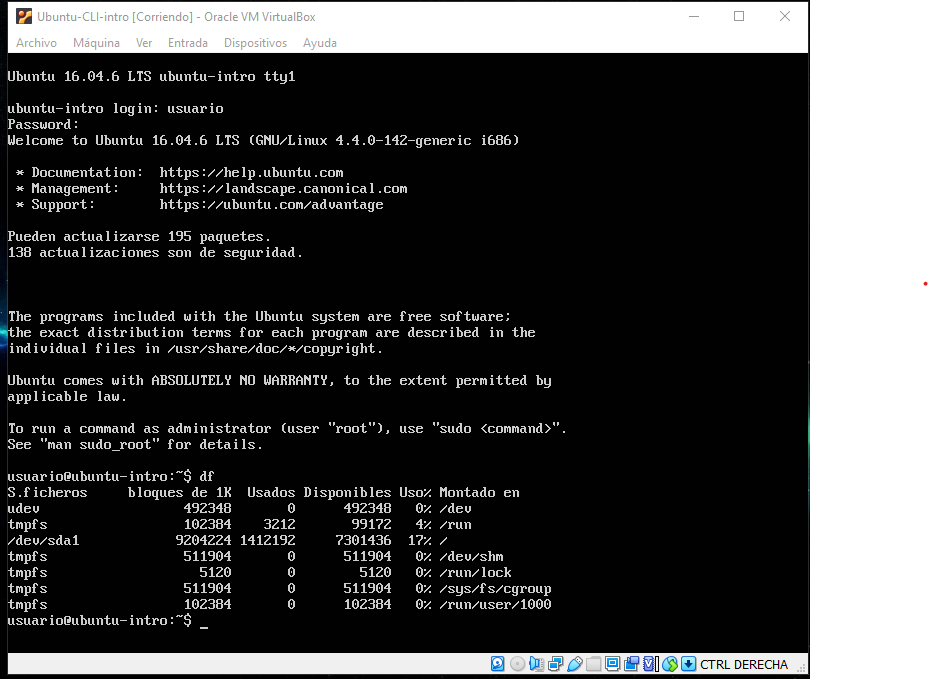 Ubuntu-CLI-intro [Corriendo] - Oracle VM VirtualBox
Archivo Máquina Ver Entrada Dispositivos Ayuda
Ubuntu 16.04.6 LTS ubuntu-intro tty1
ubuntu-intro login: usuario
Password:
Welcome to Ubuntu 16.04.6 LTS (GNU/Linux 4.4.0-142-generic i686)
* Documentation:  https://help.ubuntu.com
* Management:     https://landscape.canonical.com
* Support:        https://ubuntu.com/advantage
Pueden actualizarse 195 paquetes.
138 actualizaciones son de seguridad.
The programs included with the Ubuntu system are free software;
the exact distribution terms for each program are described in the
individual files in /usr/share/doc/*/copyright.
Ubuntu comes with ABSOLUTELY NO WARRANTY, to the extent permitted by
applicable law.
To run a command as administrator (user "root"), use "sudo <command>".
See "man sudo_root" for details.
usuario@ubuntu-intro:~$ df
S.ficheros     bloques de 1K  Usados Disponibles Uso% Montado en
udev                  492348       0      492348   0% /dev
tmpfs                 102384    3212       99172   4% /run
/dev/sda1            9204224 1412192     7301436  17% /
tmpfs                 511904       0      511904   0% /dev/shm
tmpfs                   5120       0        5120   0% /run/lock
tmpfs                 511904       0      511904   0% /sys/fs/cgroup
tmpfs                 102384       0      102384   0% /run/user/1000
usuario@ubuntu-intro:~$ _
CTRL DERECHA